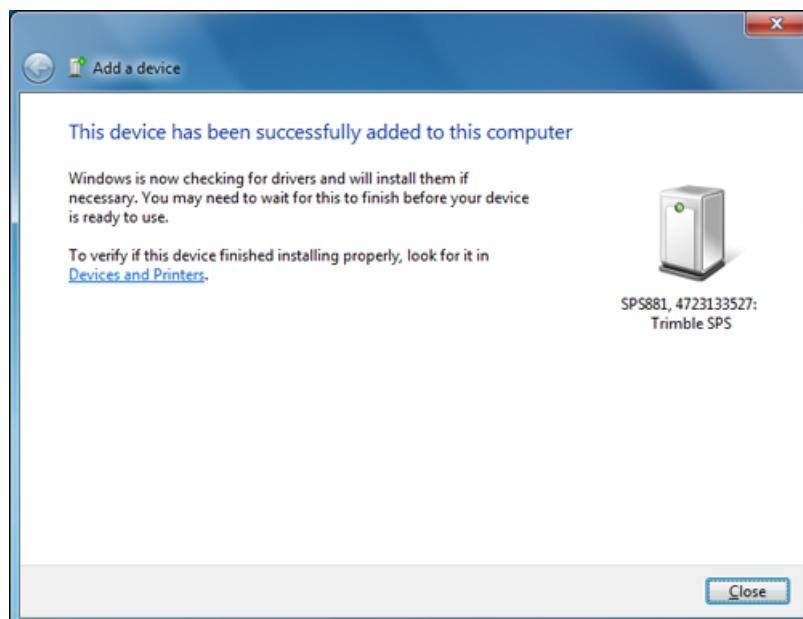 Add a device
This device has been successfully added to this computer
Windows is now checking for drivers and will install them if
necessary. You may need to wait for this to finish before your device
is ready to use.
To verify if this device finished installing properly, look for it in
Devices and Printers.
SPS881, 4723133527:
Trimble SPS
Close